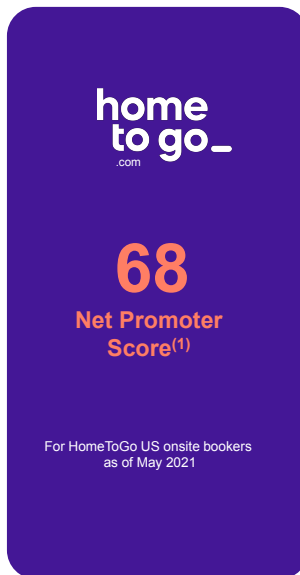 home
to go_
.com
68
Net Promoter
Score(1)
For HomeToGo US onsite bookers
as of May 2021